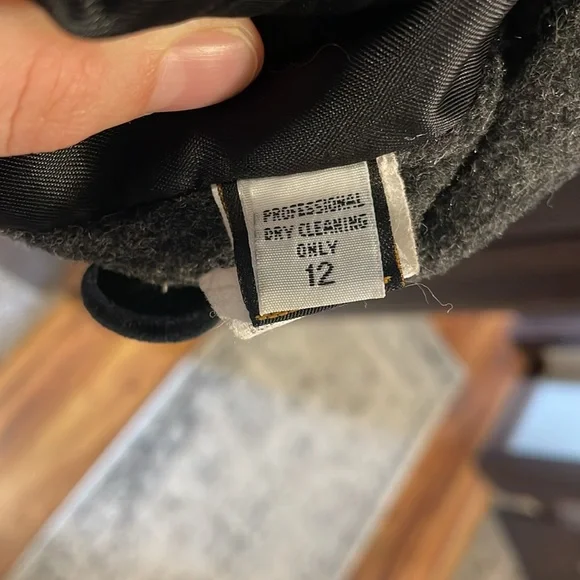 PROFESSIONAL
DRY CLEANING
ONLY
12